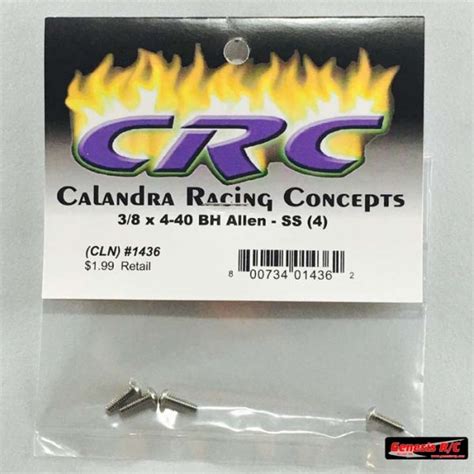 CRC
Calandra Racing Concepts
3/8 x 4-40 BH Allen - SS (4)
(CLN) #1436
$1.99 Retail
8 00734 01436 2
Genesis R/C